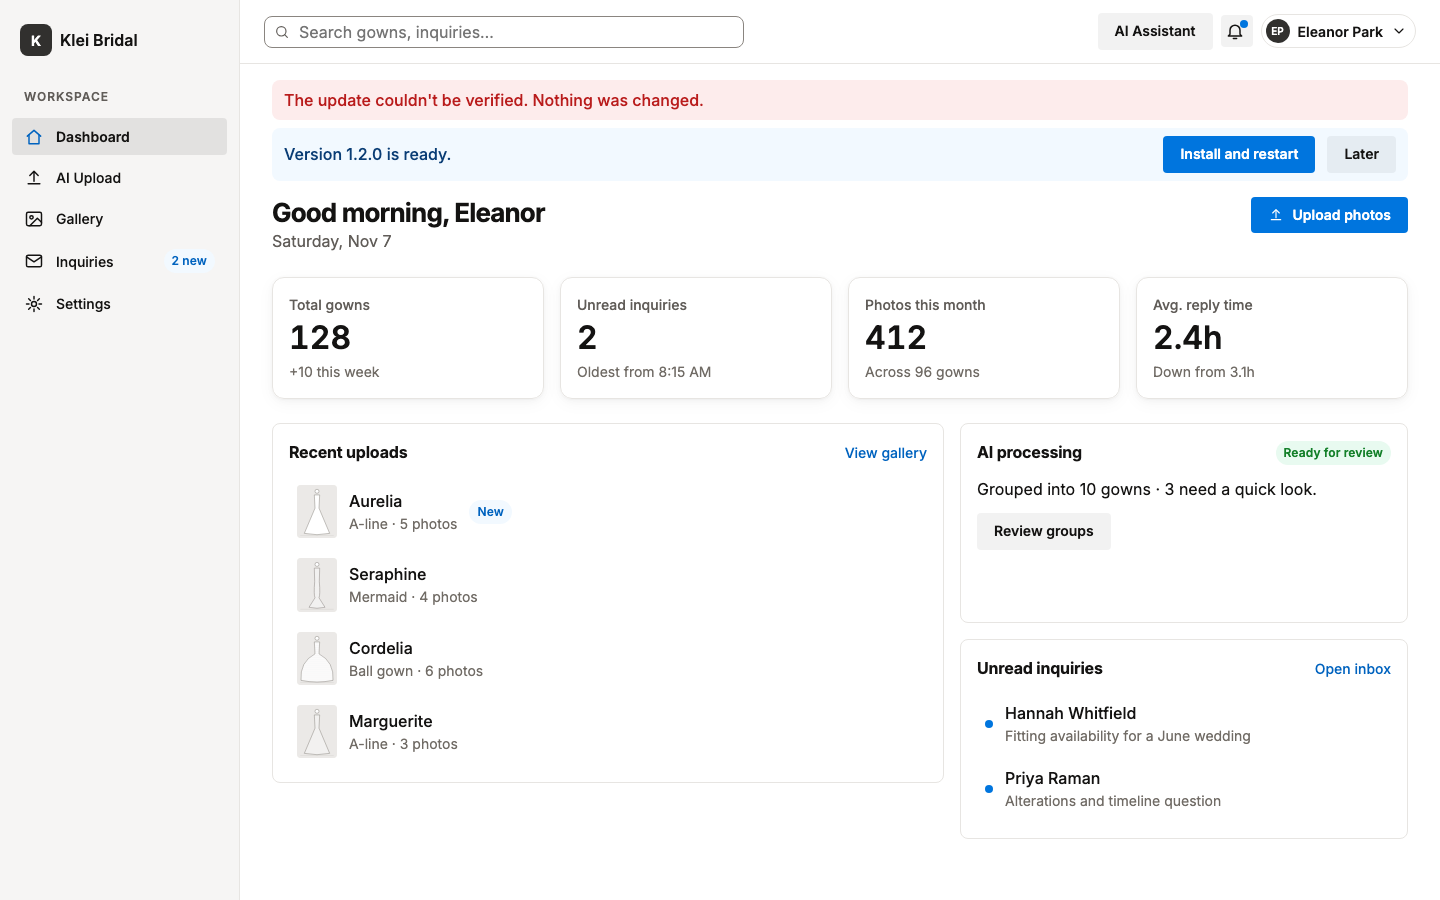 K Klei Bridal
WORKSPACE
Dashboard
AI Upload
Gallery
Inquiries 2 new
Settings
Search gowns, inquiries...
AI Assistant
EP Eleanor Park
The update couldn't be verified. Nothing was changed.
Version 1.2.0 is ready.
Install and restart
Later
Good morning, Eleanor
Saturday, Nov 7
Upload photos
Total gowns
128
+10 this week
Unread inquiries
2
Oldest from 8:15 AM
Photos this month
412
Across 96 gowns
Avg. reply time
2.4h
Down from 3.1h
Recent uploads
View gallery
Aurelia
A-line · 5 photos
New
Seraphine
Mermaid · 4 photos
Cordelia
Ball gown · 6 photos
Marguerite
A-line · 3 photos
AI processing
Ready for review
Grouped into 10 gowns · 3 need a quick look.
Review groups
Unread inquiries
Open inbox
Hannah Whitfield
Fitting availability for a June wedding
Priya Raman
Alterations and timeline question